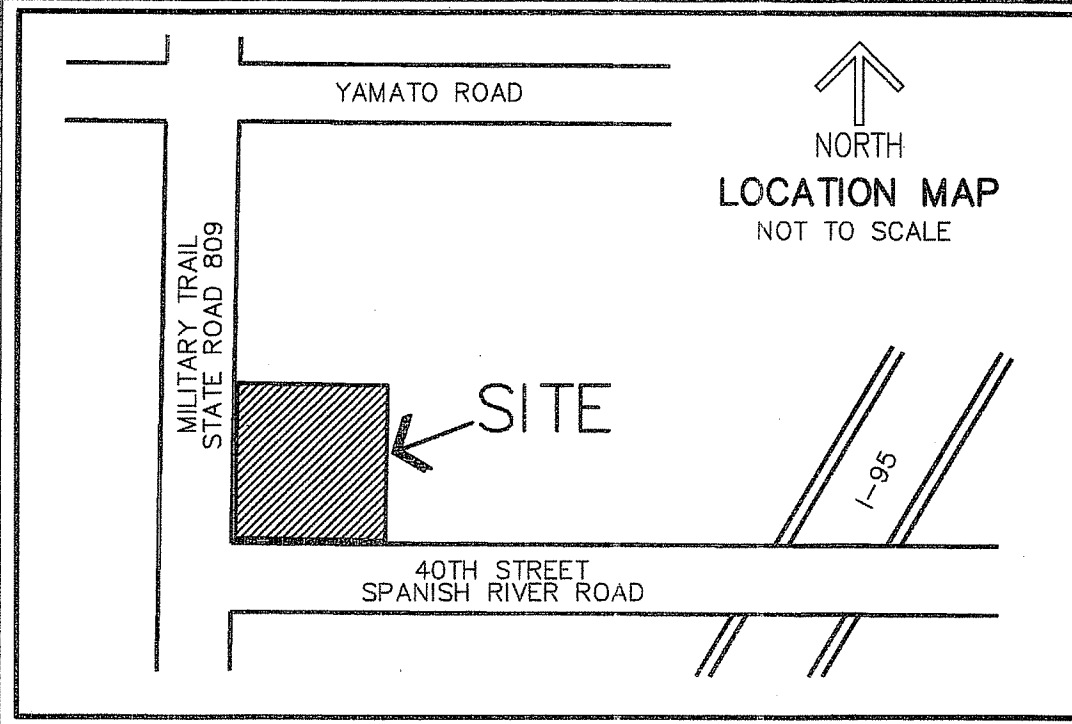 YAMATO ROAD
NORTH
LOCATION MAP
NOT TO SCALE
MILITARY TRAIL
STATE ROAD 809
SITE
I-95
40TH STREET
SPANISH RIVER ROAD